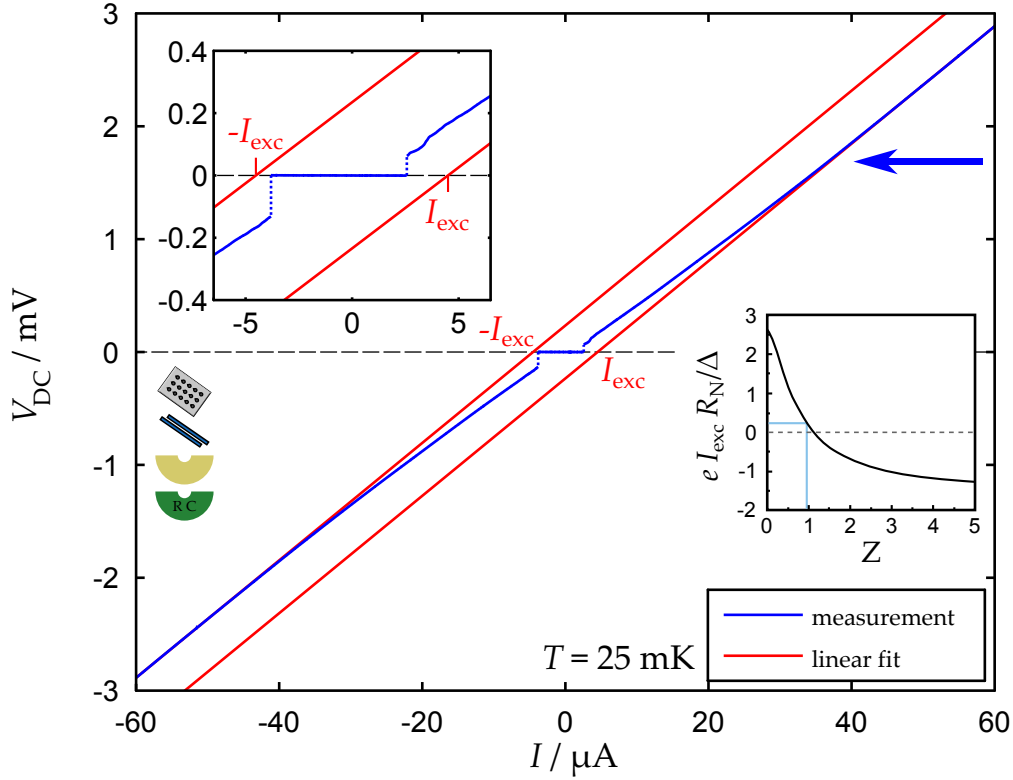 3
2
1
0
-1
-2
-3
V_DC / mV
-60
-40
-20
0
20
40
60
I / µA
0.4
0.2
0
-0.2
-0.4
-5
0
5
-I_exc
I_exc
-I_exc
I_exc
R C
3
2
1
0
-1
-2
e I_exc R_N/Δ
0
1
2
3
4
5
Z
T = 25 mK
measurement
linear fit